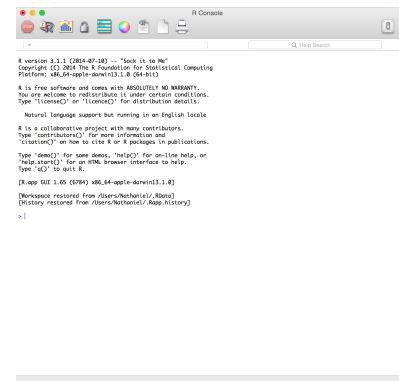 R Console
Help Search
R version 3.1.1 (2014-07-10) -- "Sock it to Me"
Copyright (C) 2014 The R Foundation for Statistical Computing
Platform: x86_64-apple-darwin13.1.0 (64-bit)
R is free software and comes with ABSOLUTELY NO WARRANTY.
You are welcome to redistribute it under certain conditions.
Type 'license()' or 'licence()' for distribution details.
Natural language support but running in an English locale
R is a collaborative project with many contributors.
Type 'contributors()' for more information and
'citation()' on how to cite R or R packages in publications.
Type 'demo()' for some demos, 'help()' for on-line help, or
'help.start()' for an HTML browser interface to help.
Type 'q()' to quit R.
[R.app GUI 1.65 (6784) x86_64-apple-darwin13.1.0]
[Workspace restored from /Users/Nathaniel/.RData]
[History restored from /Users/Nathaniel/.Rapp.history]
>